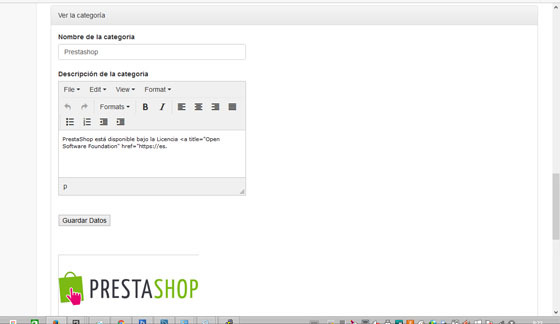 Ver la categoría
Nombre de la categoria
Prestashop
Descripción de la categoría
File Edit View Format
Formats B I
PrestaShop está disponible bajo la Licencia <a title="Open
Software Foundation" href="https://es.
p
Guardar Datos
PRESTASHOP